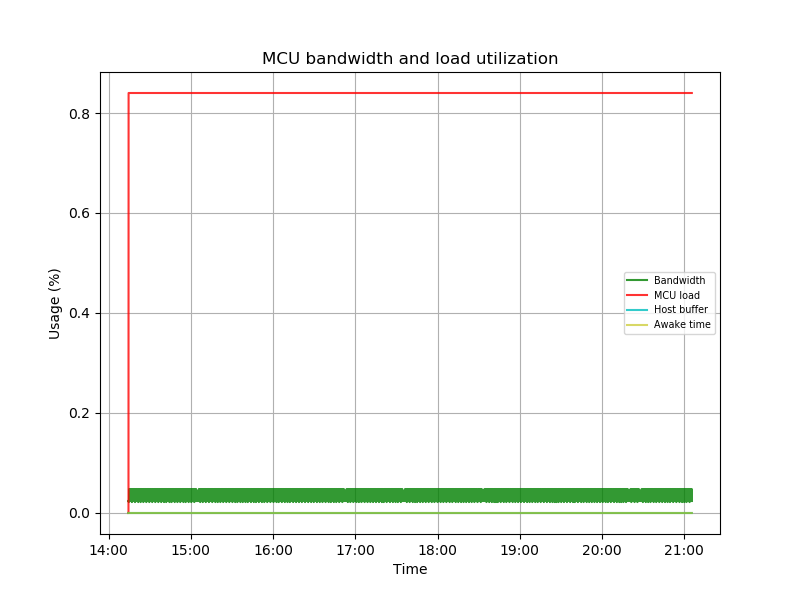 MCU bandwidth and load utilization
Usage (%)
0.8
0.6
0.4
0.2
0.0
Bandwidth
MCU load
Host buffer
Awake time
14:00 15:00 16:00 17:00 18:00 19:00 20:00 21:00
Time